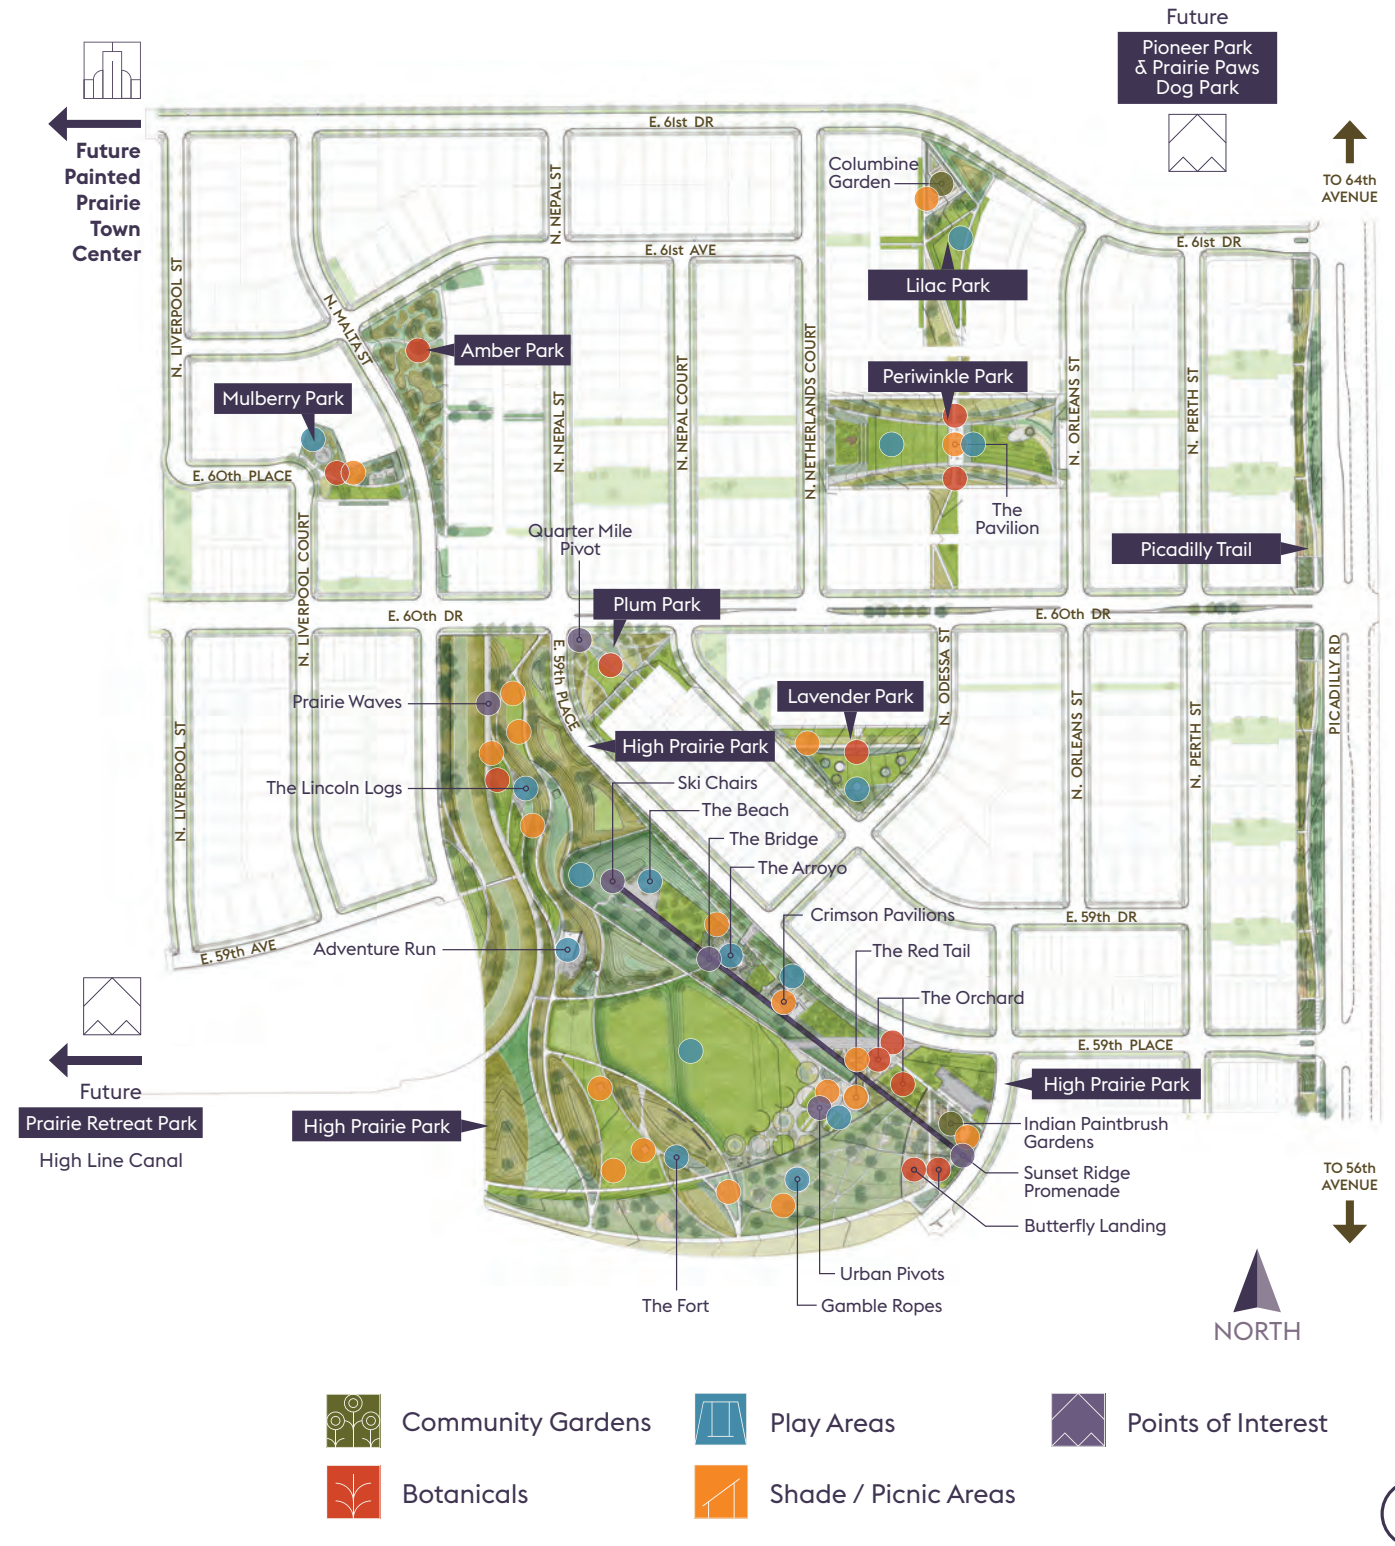 Future
Pioneer Park
& Prairie Paws
Dog Park
Future
Painted
Prairie
Town
Center
TO 64th
AVENUE
E. 61st DR
Columbine
Garden
N. NEPAL ST
E. 61st AVE
E. 61st DR
Lilac Park
N. LIVERPOOL ST
N. MALTA ST
Amber Park
Mulberry Park
Periwinkle Park
N. NEPAL ST
N. NEPAL COURT
N. NETHERLANDS COURT
N. ORLEANS ST
N. PERTH ST
E. 60th PLACE
The
Pavilion
Quarter Mile
Pivot
N. LIVERPOOL COURT
Picadilly Trail
Plum Park
E. 60th DR
E. 60th DR
E. 59th PLACE
N. ODESSA ST
PICADILLY RD
Prairie Waves
Lavender Park
High Prairie Park
N. LIVERPOOL ST
N. ORLEANS ST
N. PERTH ST
The Lincoln Logs
Ski Chairs
The Beach
The Bridge
The Arroyo
Crimson Pavilions
E. 59th DR
E. 59th AVE
Adventure Run
The Red Tail
The Orchard
E. 59th PLACE
High Prairie Park
Future
Prairie Retreat Park
High Line Canal
High Prairie Park
Indian Paintbrush
Gardens
Sunset Ridge
Promenade
TO 56th
AVENUE
Butterfly Landing
Urban Pivots
The Fort
Gamble Ropes
NORTH
Community Gardens
Play Areas
Points of Interest
Botanicals
Shade / Picnic Areas